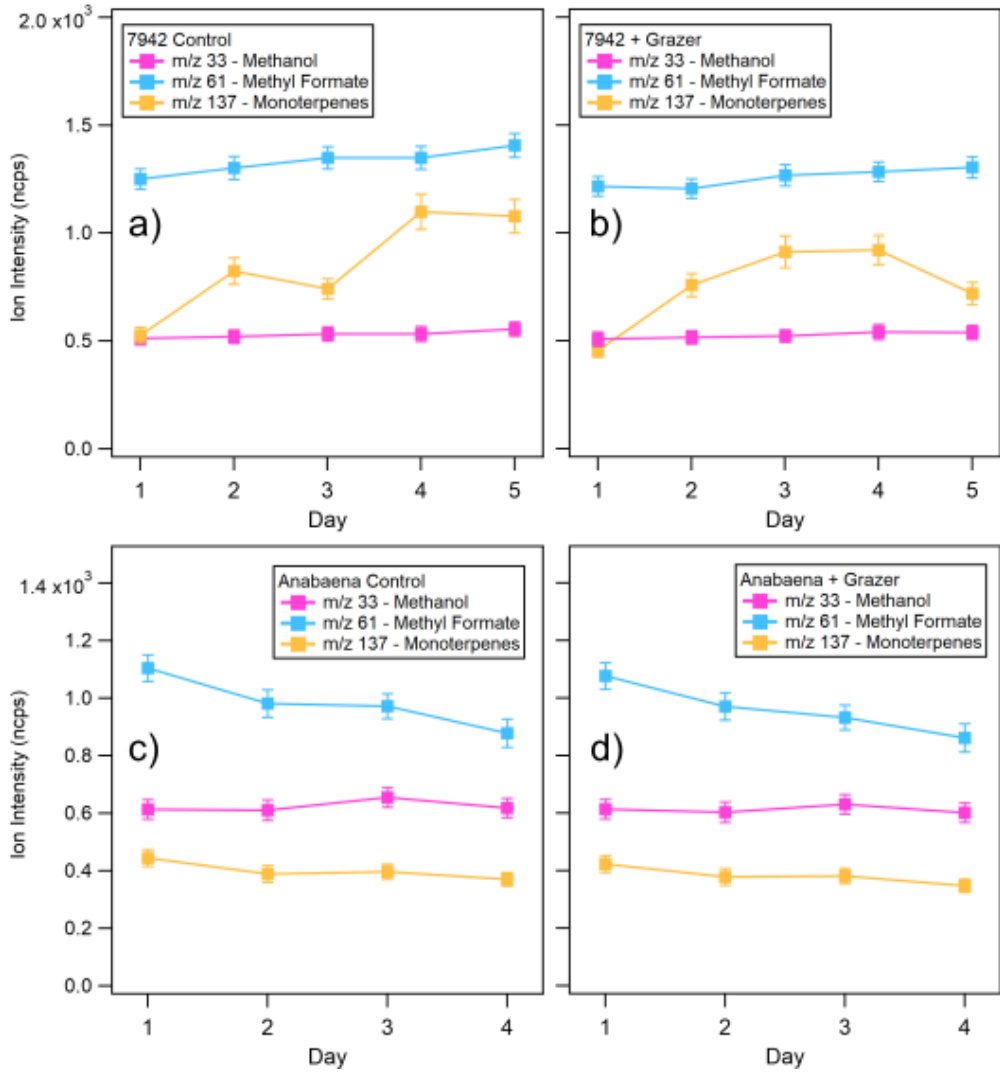 2.0 x10³
1.5
1.0
0.5
0.0
Ion Intensity (ncps)
7942 Control
m/z 33 - Methanol
m/z 61 - Methyl Formate
m/z 137 - Monoterpenes
a)
1 2 3 4 5
Day
7942 + Grazer
m/z 33 - Methanol
m/z 61 - Methyl Formate
m/z 137 - Monoterpenes
b)
1 2 3 4 5
Day
1.4 x10³
1.2
1.0
0.8
0.6
0.4
0.2
0.0
Ion Intensity (ncps)
Anabaena Control
m/z 33 - Methanol
m/z 61 - Methyl Formate
m/z 137 - Monoterpenes
c)
1 2 3 4
Day
Anabaena + Grazer
m/z 33 - Methanol
m/z 61 - Methyl Formate
m/z 137 - Monoterpenes
d)
1 2 3 4
Day